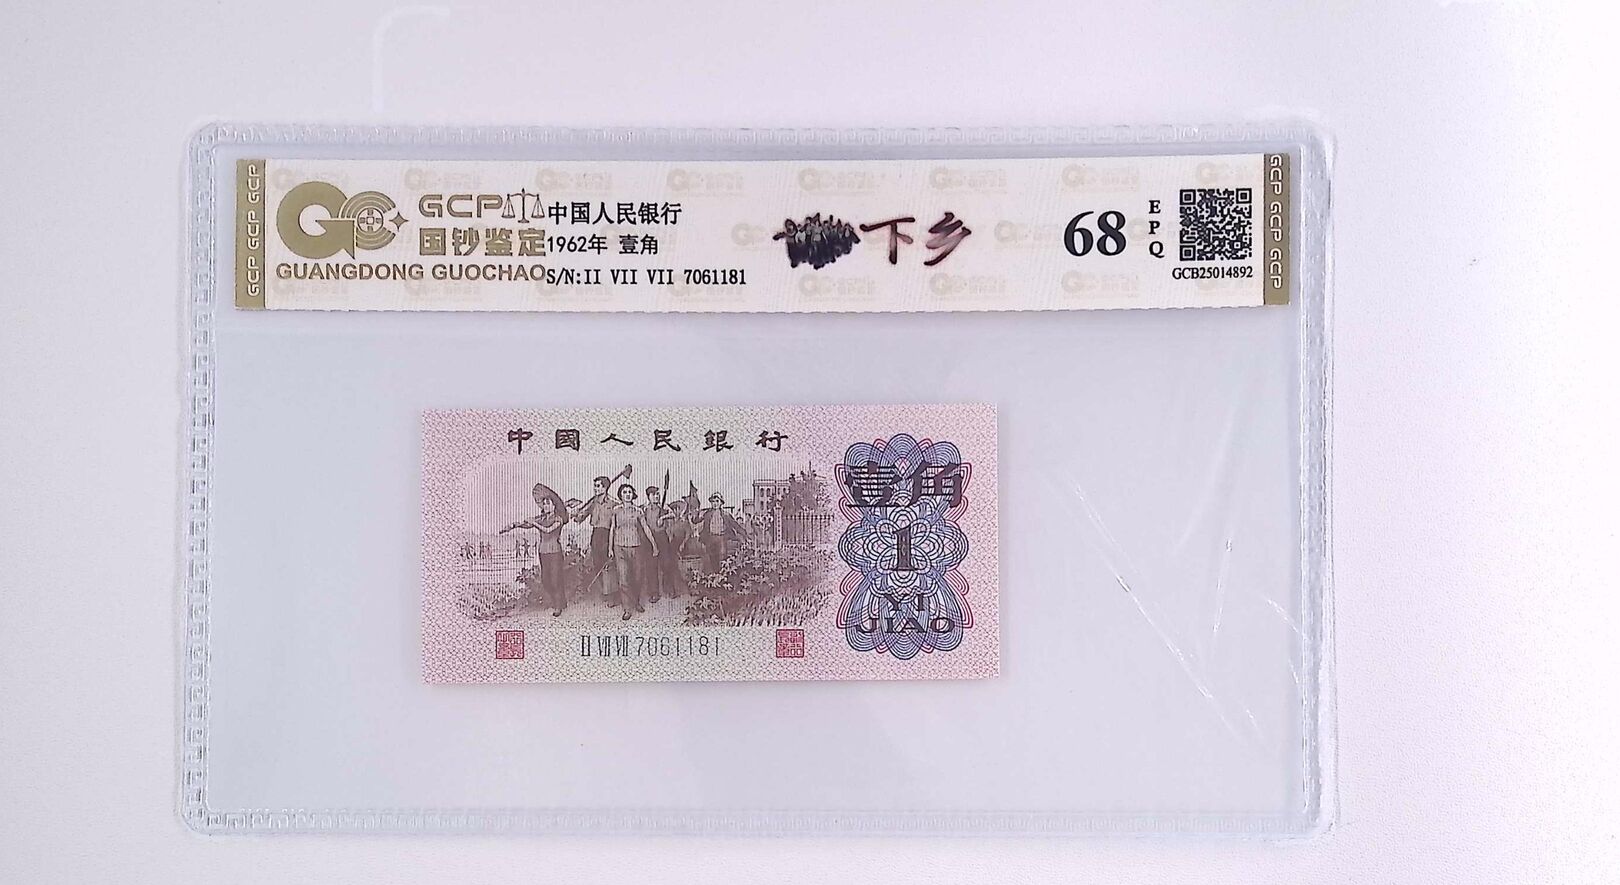 GCP GCP GCP
GCP
国钞鉴定
GUANGDONG GUOCHAO
中国人民银行
1962年 壹角
S/N:II VII VII 7061181
下乡
68
EPQ
GCB25014892
GCP GCP GCP
中國人民銀行
壹角
1
YI
JIAO
II VII VII 7061181